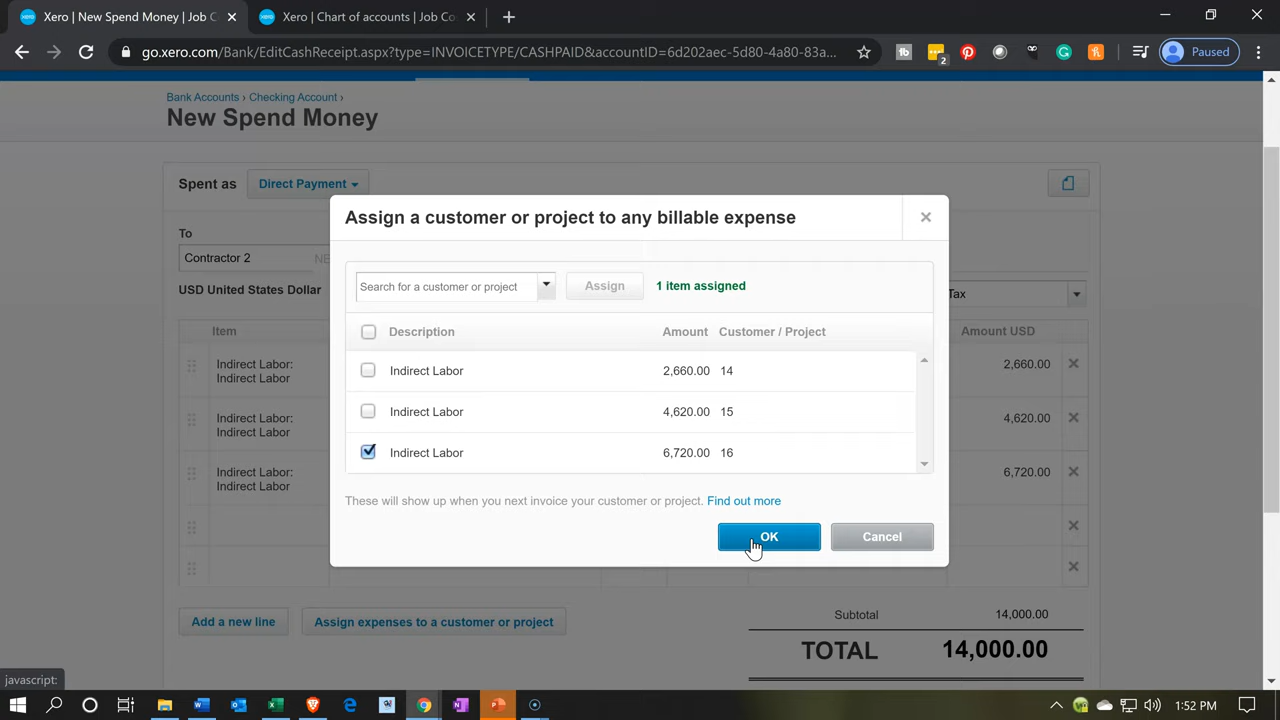 Xero | New Spend Money | Job C
Xero | Chart of accounts | Job Co
go.xero.com/Bank/EditCashReceipt.aspx?type=INVOICETYPE/CASHPAID&accountID=6d202aec-5d80-4a80-83a...
2
Paused
Bank Accounts › Checking Account ›
New Spend Money
Spent as Direct Payment
To
Contractor 2
USD United States Dollar
Tax
Item
Amount USD
Indirect Labor:
Indirect Labor
2,660.00
Indirect Labor:
Indirect Labor
4,620.00
Indirect Labor:
Indirect Labor
6,720.00
Assign a customer or project to any billable expense
Search for a customer or project Assign 1 item assigned
Description Amount Customer / Project
Indirect Labor 2,660.00 14
Indirect Labor 4,620.00 15
Indirect Labor 6,720.00 16
These will show up when you next invoice your customer or project. Find out more
OK Cancel
Add a new line Assign expenses to a customer or project
Subtotal 14,000.00
TOTAL 14,000.00
javascript:
1:52 PM